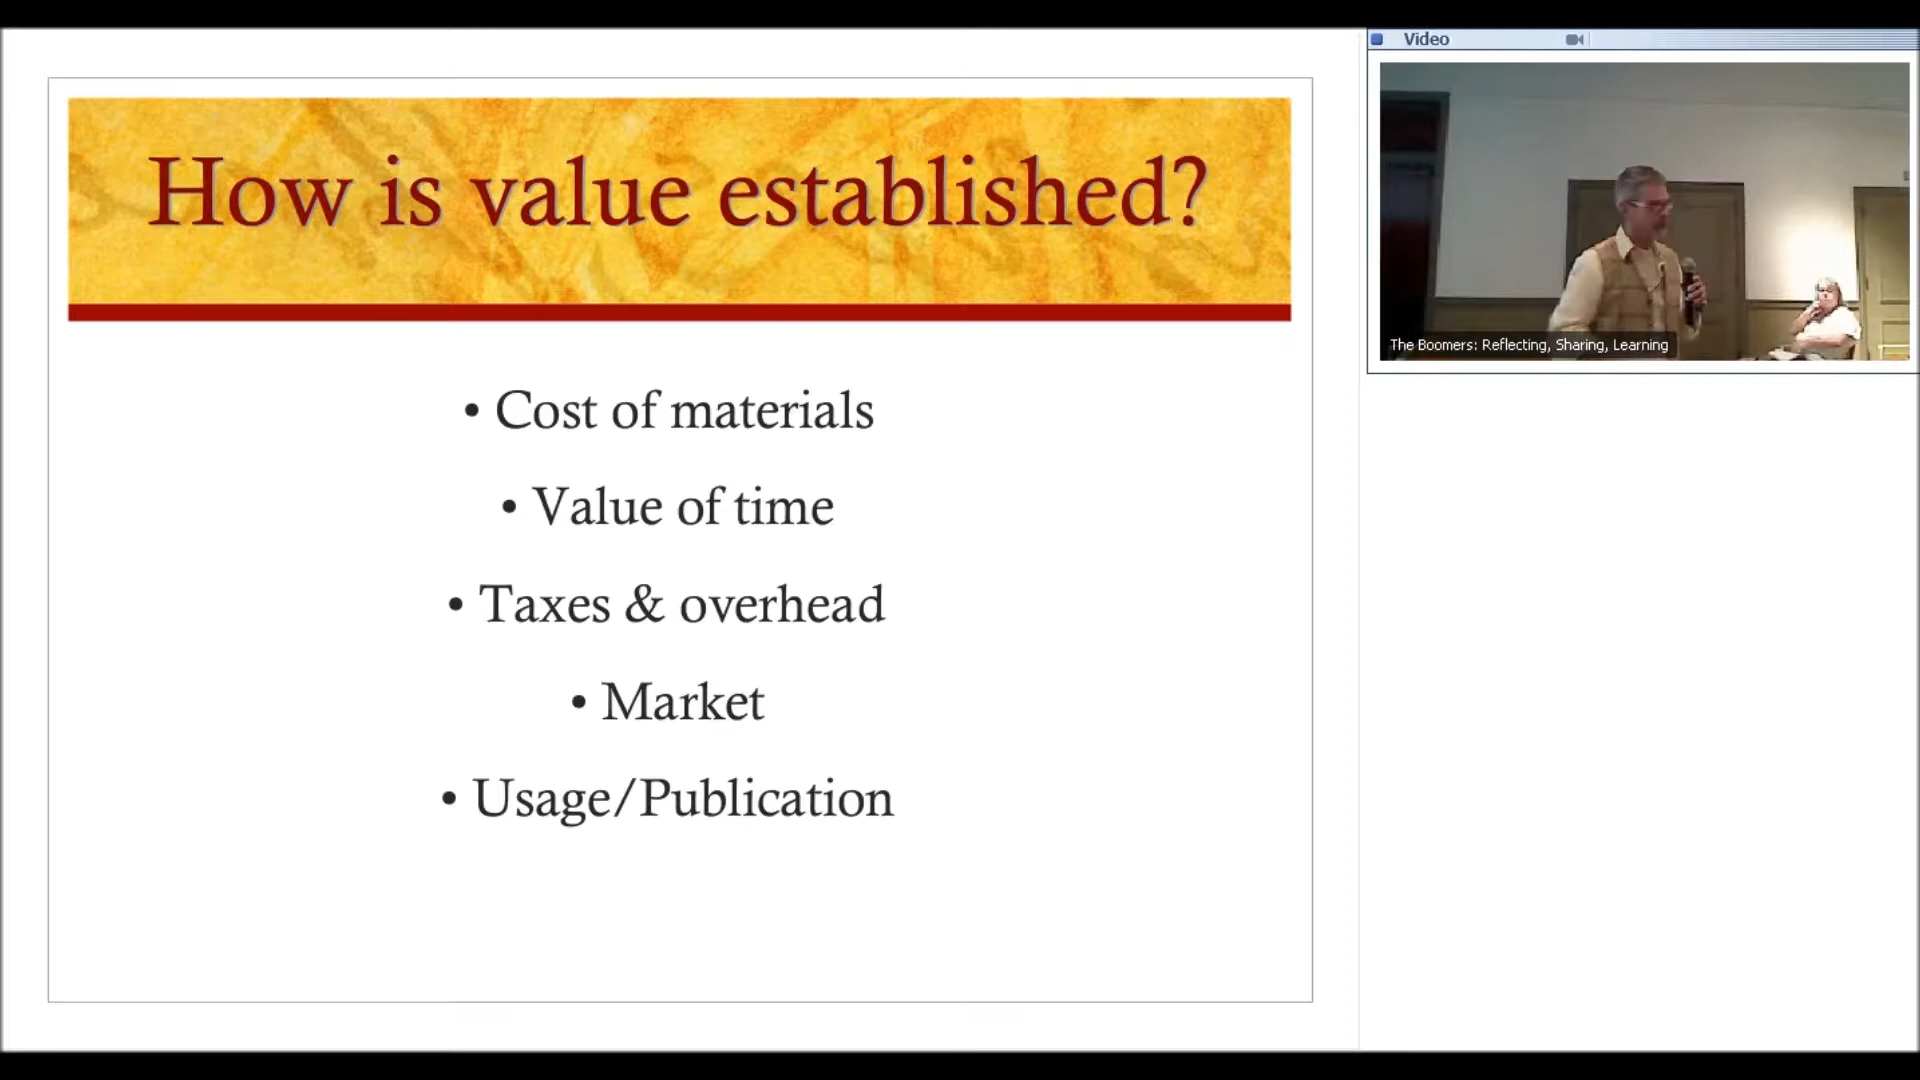 How is value established?
• Cost of materials
• Value of time
• Taxes & overhead
• Market
• Usage/Publication
Video
The Boomers: Reflecting, Sharing, Learning